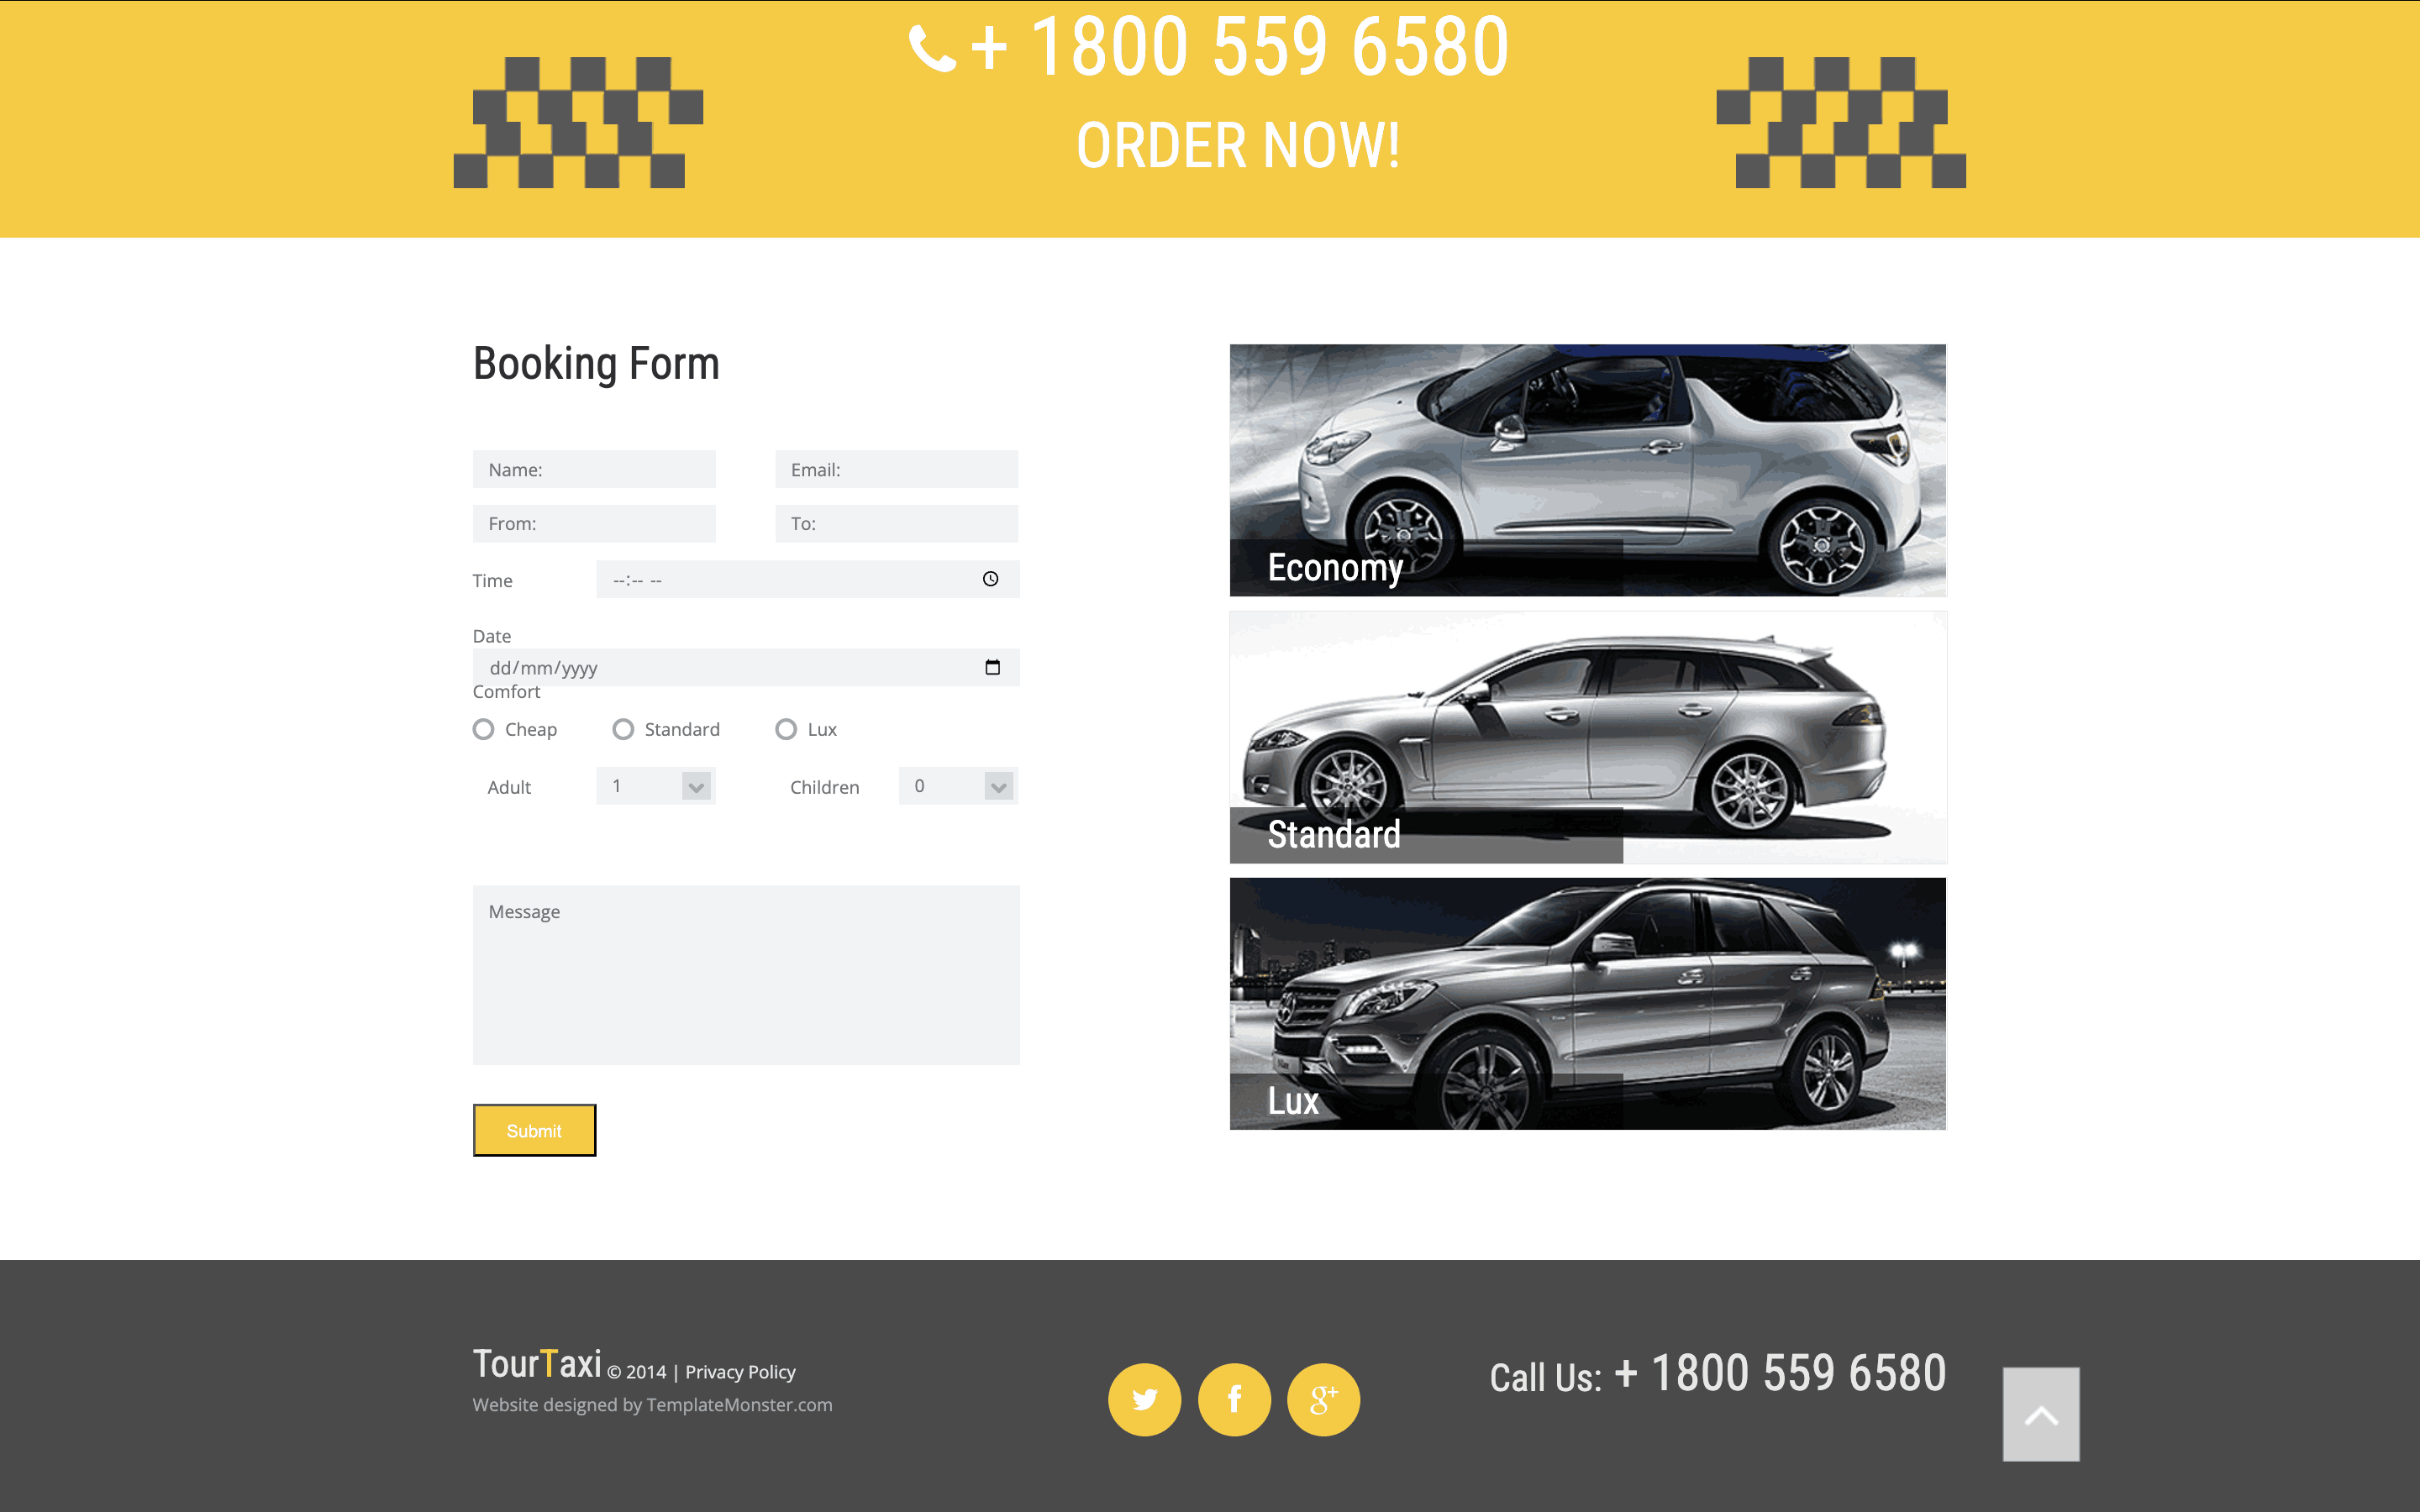 + 1800 559 6580
ORDER NOW!
Booking Form
Name:
Email:
From:
To:
Time
--:-- --
Date
dd/mm/yyyy
Comfort
Cheap
Standard
Lux
Adult
1
Children
0
Message
Submit
Economy
Standard
Lux
TourTaxi © 2014 | Privacy Policy
Website designed by TemplateMonster.com
f
g+
Call Us: + 1800 559 6580